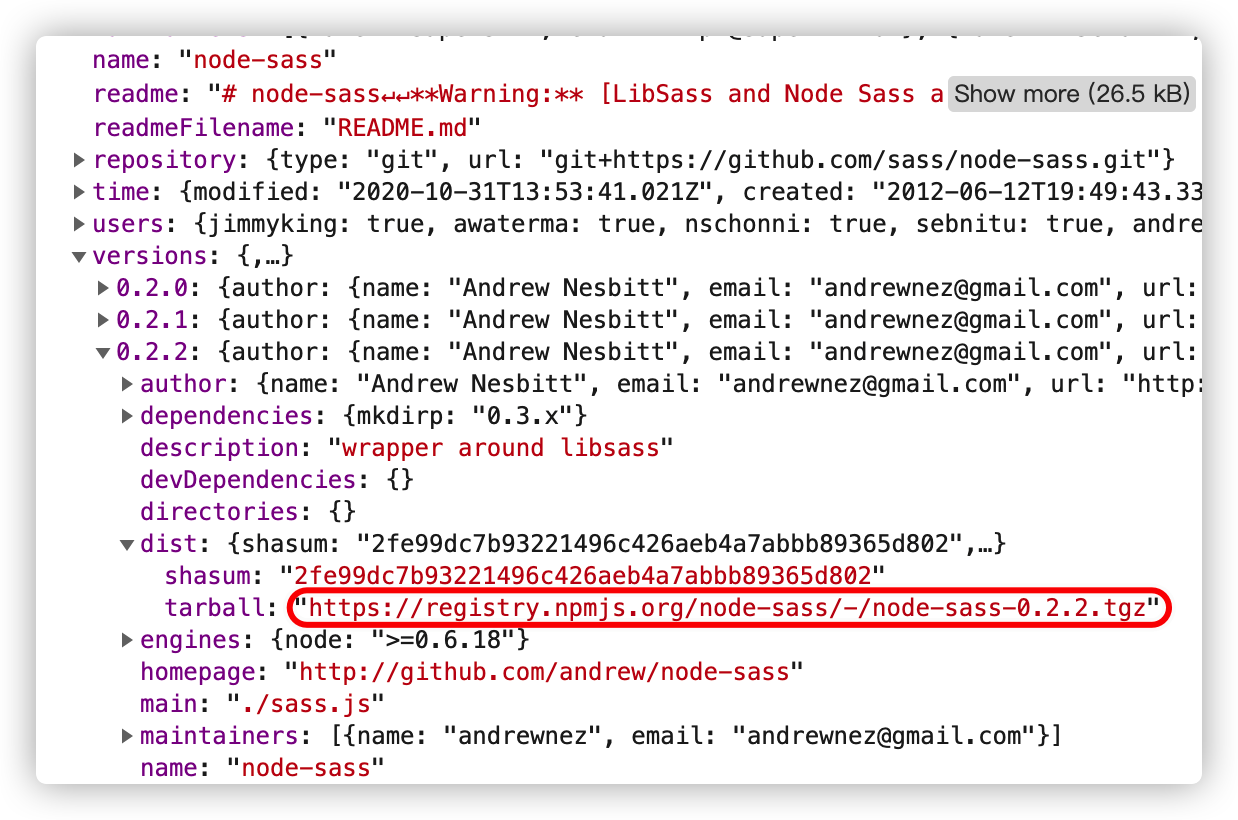 name: "node-sass"
readme: "# node-sass↵↵**Warning:** [LibSass and Node Sass a Show more (26.5 kB)
readmeFilename: "README.md"
▶ repository: {type: "git", url: "git+https://github.com/sass/node-sass.git"}
▶ time: {modified: "2020-10-31T13:53:41.021Z", created: "2012-06-12T19:49:43.33
▶ users: {jimmyking: true, awaterma: true, nschonni: true, sebnitu: true, andre
▼ versions: {,…}
▶ 0.2.0: {author: {name: "Andrew Nesbitt", email: "andrewnez@gmail.com", url:
▶ 0.2.1: {author: {name: "Andrew Nesbitt", email: "andrewnez@gmail.com", url:
▼ 0.2.2: {author: {name: "Andrew Nesbitt", email: "andrewnez@gmail.com", url:
▶ author: {name: "Andrew Nesbitt", email: "andrewnez@gmail.com", url: "http:
▶ dependencies: {mkdirp: "0.3.x"}
description: "wrapper around libsass"
devDependencies: {}
directories: {}
▼ dist: {shasum: "2fe99dc7b93221496c426aeb4a7abbb89365d802",…}
shasum: "2fe99dc7b93221496c426aeb4a7abbb89365d802"
tarball: "https://registry.npmjs.org/node-sass/-/node-sass-0.2.2.tgz"
▶ engines: {node: ">=0.6.18"}
homepage: "http://github.com/andrew/node-sass"
main: "./sass.js"
▶ maintainers: [{name: "andrewnez", email: "andrewnez@gmail.com"}]
name: "node-sass"